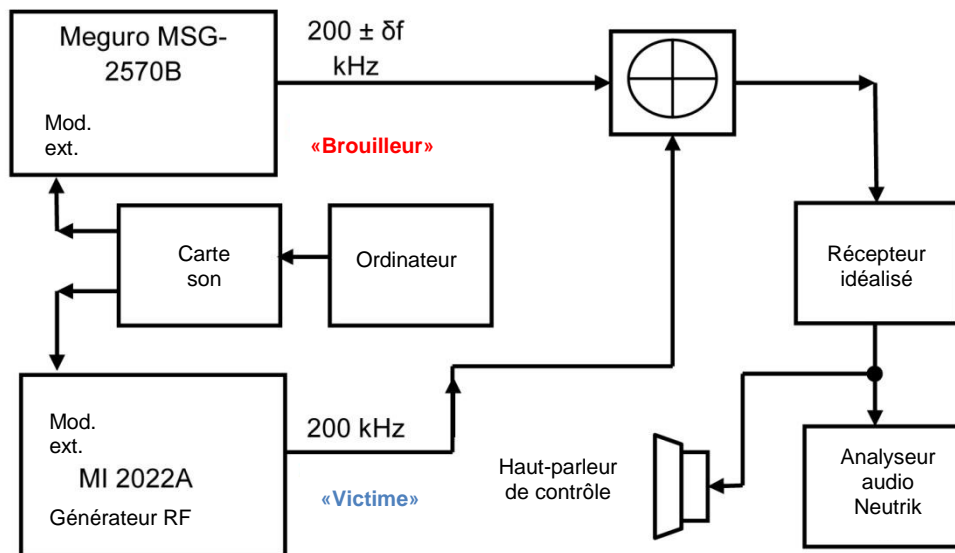 Meguro MSG-
2570B
Mod.
ext.
200 ± δf
kHz
«Brouilleur»
Carte
son
Ordinateur
Récepteur
idéalisé
Mod.
ext.
MI 2022A
Générateur RF
200 kHz
«Victime»
Haut-parleur
de contrôle
Analyseur
audio
Neutrik